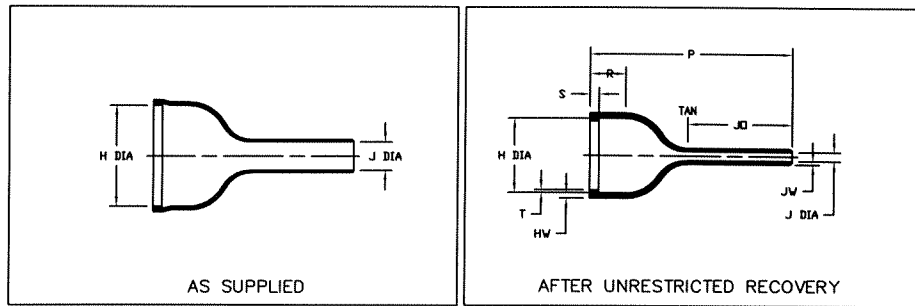 H DIA
J DIA
AS SUPPLIED
P
R
S
TAN
JO
H DIA
T
HW
JW
J DIA
AFTER UNRESTRICTED RECOVERY